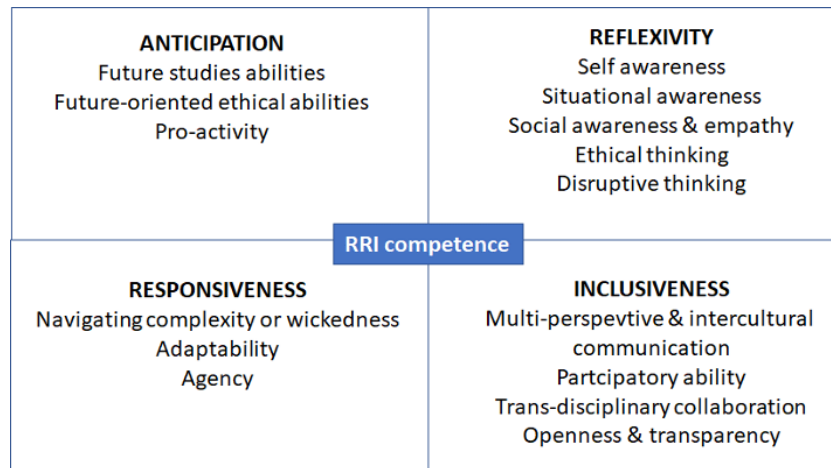 ANTICIPATION
Future studies abilities
Future-oriented ethical abilities
Pro-activity
REFLEXIVITY
Self awareness
Situational awareness
Social awareness & empathy
Ethical thinking
Disruptive thinking
RRI competence
RESPONSIVENESS
Navigating complexity or wickedness
Adaptability
Agency
INCLUSIVENESS
Multi-perspevtive & intercultural
communication
Partcipatory ability
Trans-disciplinary collaboration
Openness & transparency